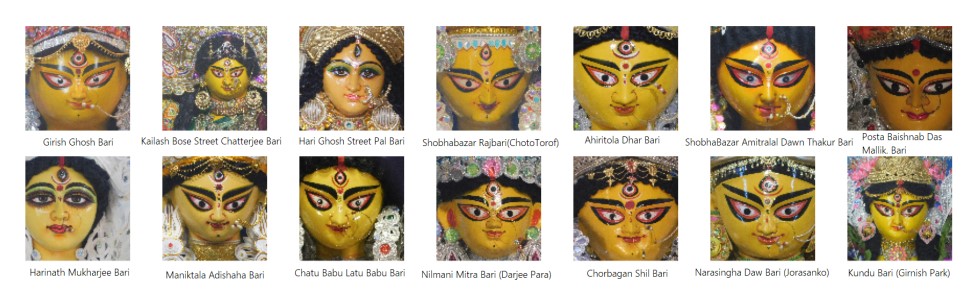 Girish Ghosh Bari
Kailash Bose Street Chatterjee Bari
Hari Ghosh Street Pal Bari
Shobhabazar Rajbari(ChotoTorof)
Ahiritola Dhar Bari
ShobhaBazar Amitralal Dawn Thakur Bari
Posta Baishnab Das
Mallik. Bari
Harinath Mukharjee Bari
Maniktala Adishaha Bari
Chatu Babu Latu Babu Bari
Nilmani Mitra Bari (Darjee Para)
Chorbagan Shil Bari
Narasingha Daw Bari (Jorasanko)
Kundu Bari (Girnish Park)